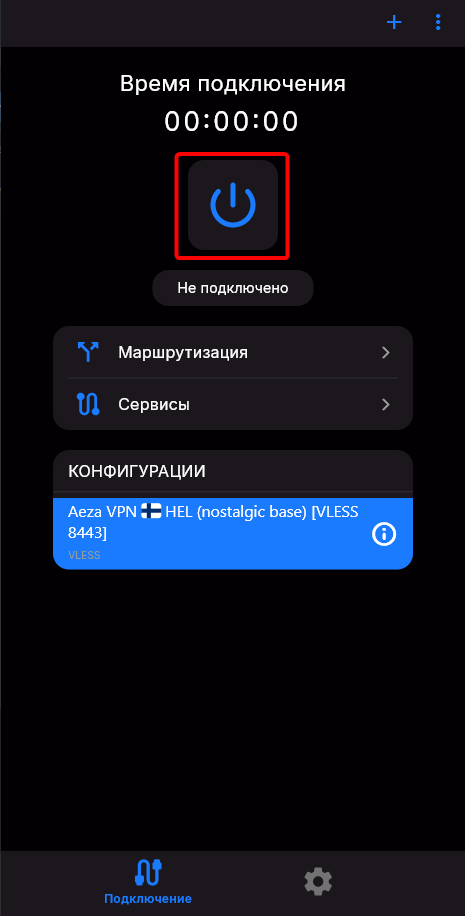 Время подключения
00:00:00
Не подключено
Маршрутизация
Сервисы
КОНФИГУРАЦИИ
Aeza VPN 🇫🇮 HEL (nostalgic base) [VLESS
8443]
VLESS
Подключение